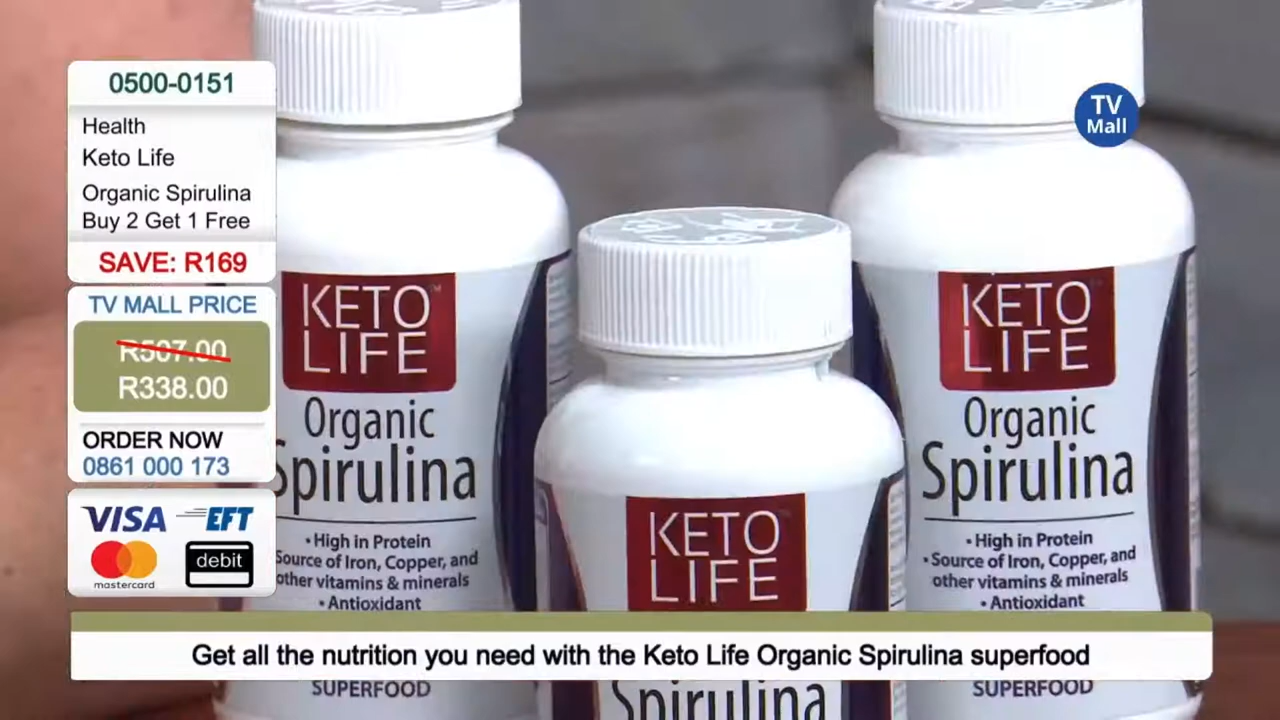 0500-0151
Health
Keto Life
Organic Spirulina
Buy 2 Get 1 Free
SAVE: R169
TV MALL PRICE
R507.00
R338.00
ORDER NOW
0861 000 173
VISA EFT
mastercard debit
TV
Mall
KETO
LIFE
Organic
Spirulina
• High in Protein
Source of Iron, Copper, and
other vitamins & minerals
• Antioxidant
SUPERFOOD
KETO
LIFE
Spirulina
KETO
LIFE
Organic
Spirulina
• High in Protein
• Source of Iron, Copper, and
other vitamins & minerals
• Antioxidant
SUPERFOOD
Get all the nutrition you need with the Keto Life Organic Spirulina superfood